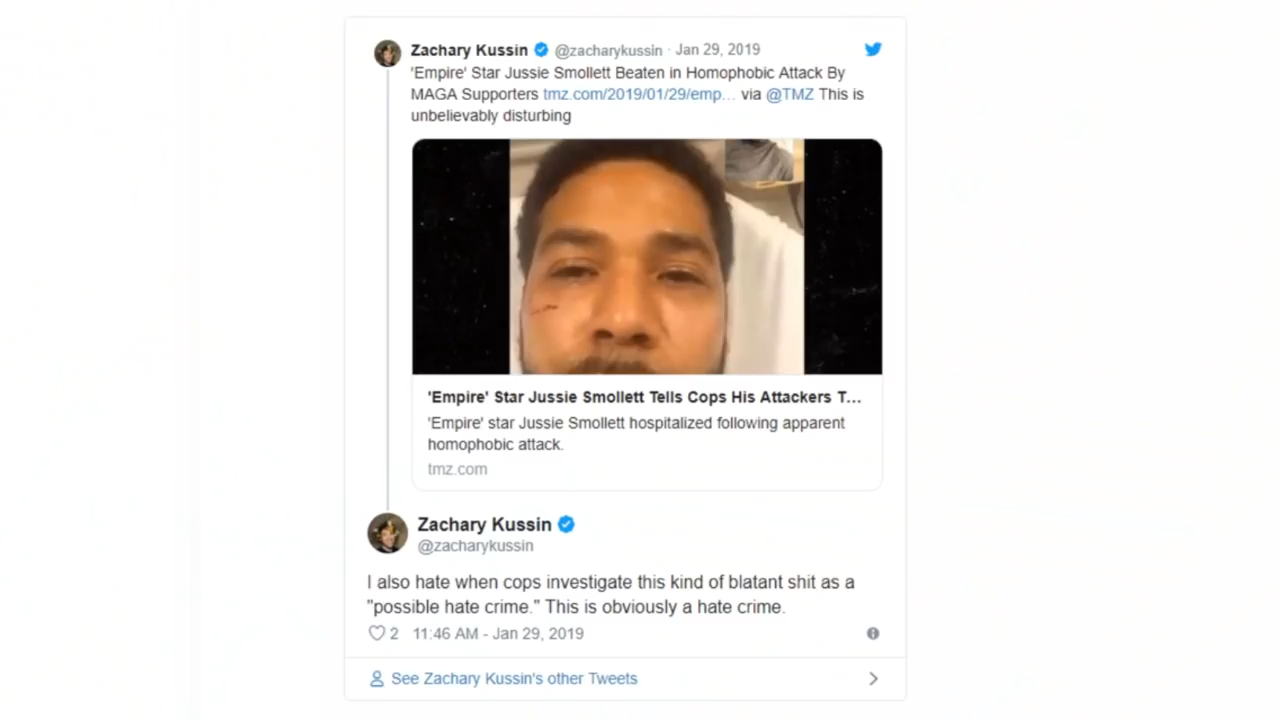 Zachary Kussin @zacharykussin · Jan 29, 2019
'Empire' Star Jussie Smollett Beaten in Homophobic Attack By
MAGA Supporters tmz.com/2019/01/29/emp… via @TMZ This is
unbelievably disturbing
'Empire' Star Jussie Smollett Tells Cops His Attackers T...
'Empire' star Jussie Smollett hospitalized following apparent
homophobic attack.
tmz.com
Zachary Kussin
@zacharykussin
I also hate when cops investigate this kind of blatant shit as a
"possible hate crime." This is obviously a hate crime.
2 11:46 AM - Jan 29, 2019
See Zachary Kussin's other Tweets